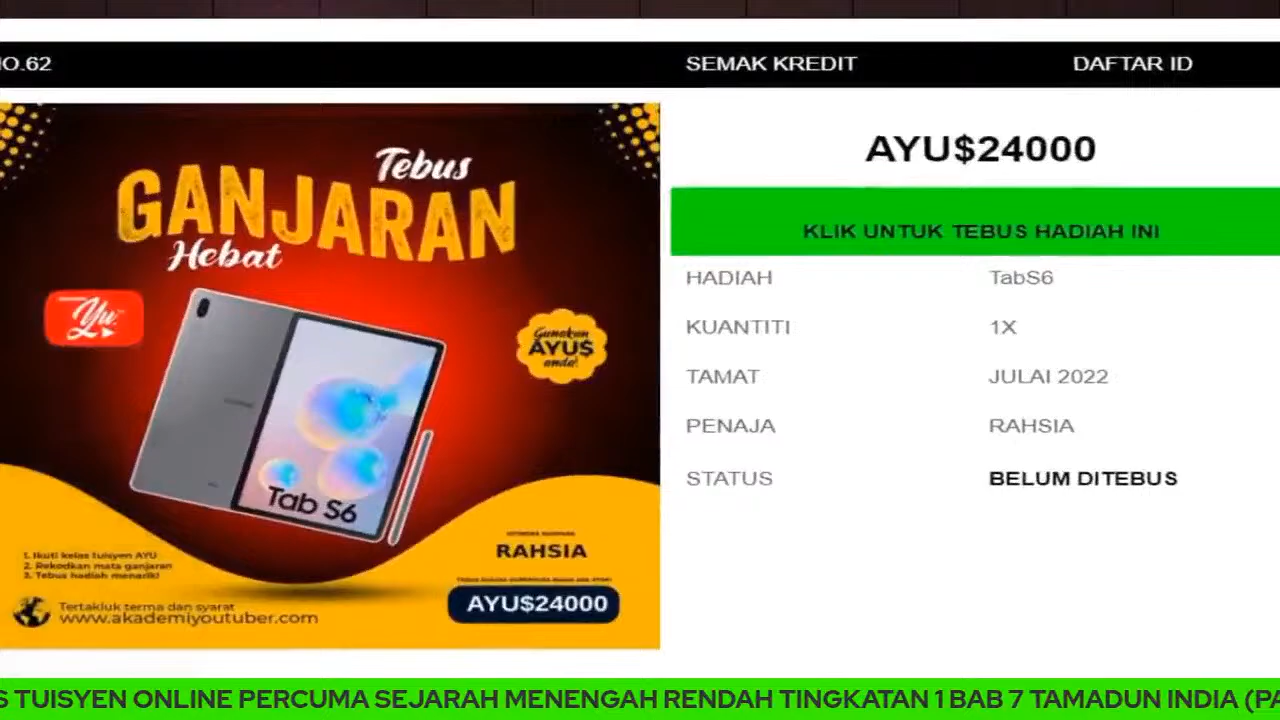 O.62
SEMAK KREDIT
DAFTAR ID
Tebus
GANJARAN
Hebat
Yu
Gunakan
AYU$
anda!
Tab S6
1. Ikuti kelas tuisyen AYU
2. Rekodkan mata ganjaran
3. Tebus hadiah menarik!
Tertakluk terma dan syarat
www.akademiyoutuber.com
RAHSIA
AYU$24000
AYU$24000
KLIK UNTUK TEBUS HADIAH INI
HADIAH TabS6
KUANTITI 1X
TAMAT JULAI 2022
PENAJA RAHSIA
STATUS BELUM DITEBUS
S TUISYEN ONLINE PERCUMA SEJARAH MENENGAH RENDAH TINGKATAN 1 BAB 7 TAMADUN INDIA (PA